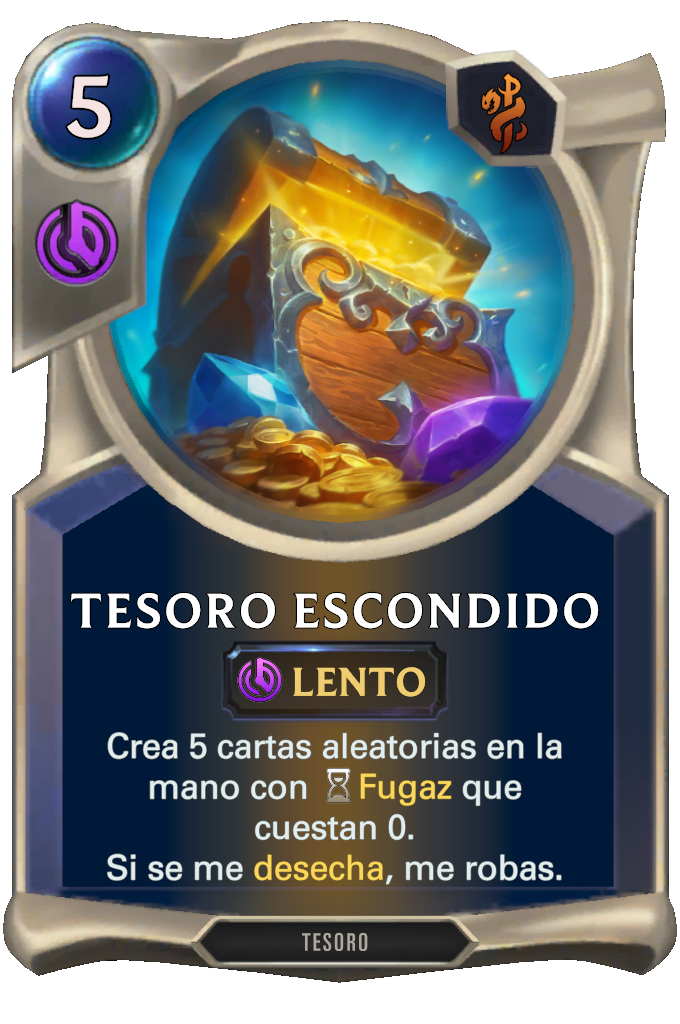 5
TESORO ESCONDIDO
LENTO
Crea 5 cartas aleatorias en la
mano con Fugaz que
cuestan 0.
Si se me desecha, me robas.
TESORO